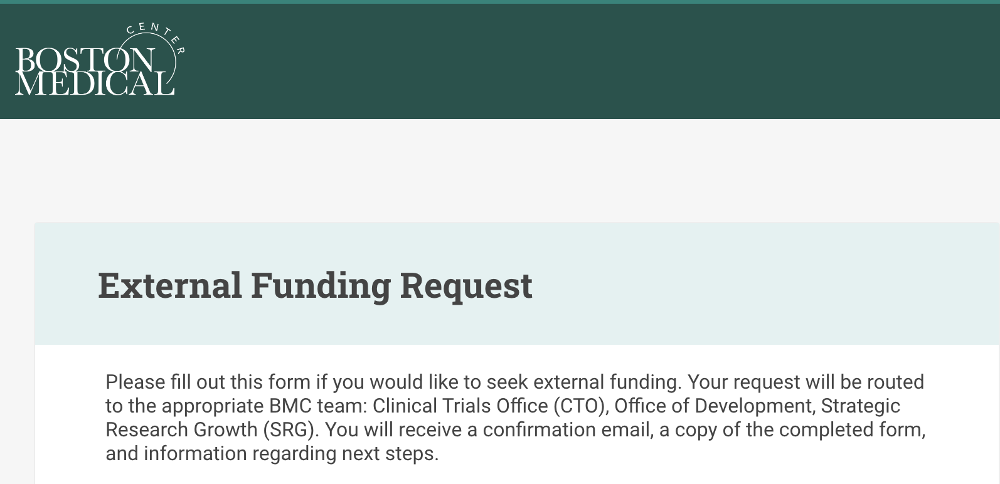 CENTER
BOSTON
MEDICAL
External Funding Request
Please fill out this form if you would like to seek external funding. Your request will be routed
to the appropriate BMC team: Clinical Trials Office (CTO), Office of Development, Strategic
Research Growth (SRG). You will receive a confirmation email, a copy of the completed form,
and information regarding next steps.